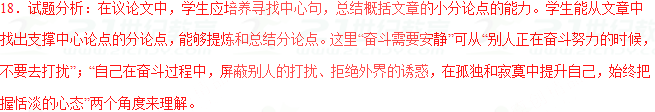 18．试题分析：在议论文中，学生应培养寻找中心句，总结概括文章的小分论点的能力。学生能从文章中
找出支撑中心论点的分论点，能够提炼和总结分论点。这里“奋斗需要安静”可从“别人正在奋斗努力的时候，
不要去打扰”；“自己在奋斗过程中，屏蔽别人的打扰、拒绝外界的诱惑，在孤独和寂寞中提升自己，始终把
握恬淡的心态”两个角度来理解。